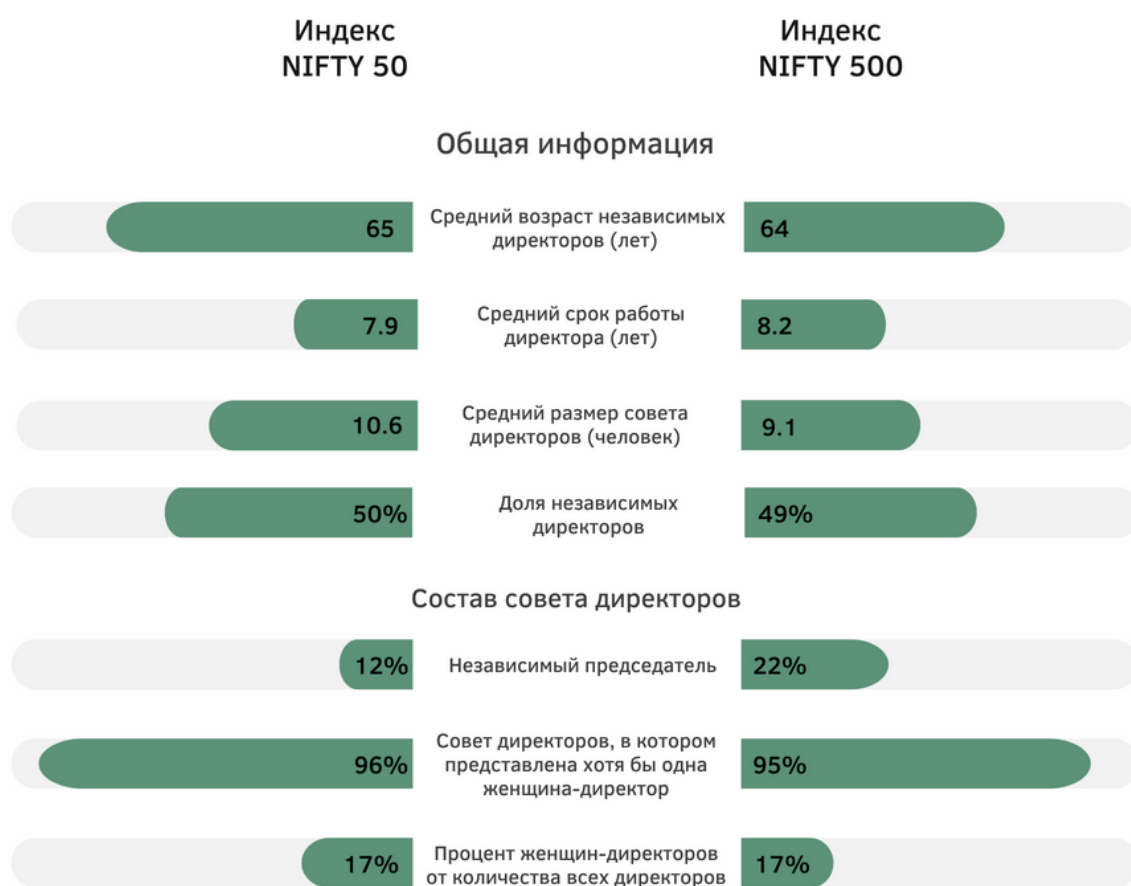 Индекс
NIFTY 50
Индекс
NIFTY 500
Общая информация
65
Средний возраст независимых
директоров (лет)
64
7.9
Средний срок работы
директора (лет)
8.2
10.6
Средний размер совета
директоров (человек)
9.1
50%
Доля независимых
директоров
49%
Состав совета директоров
12%
Независимый председатель
22%
96%
Совет директоров, в котором
представлена хотя бы одна
женщина-директор
95%
17%
Процент женщин-директоров
от количества всех директоров
17%